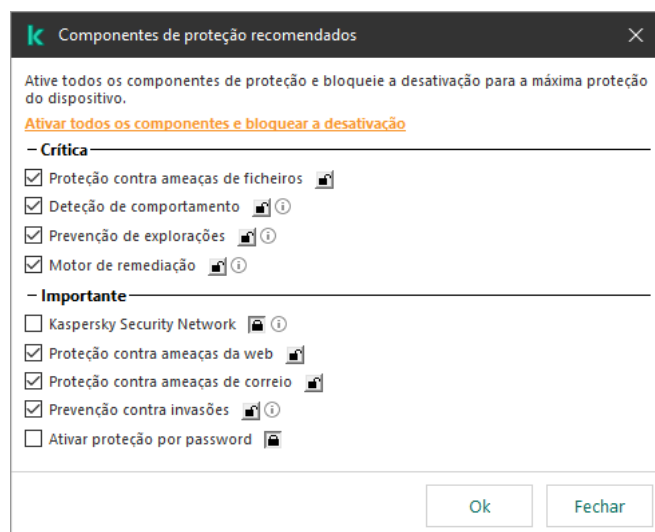 Componentes de proteção recomendados
Ative todos os componentes de proteção e bloqueie a desativação para a máxima proteção
do dispositivo.
Ativar todos os componentes e bloquear a desativação
– Crítica
Proteção contra ameaças de ficheiros
Deteção de comportamento
Prevenção de explorações
Motor de remediação
– Importante
Kaspersky Security Network
Proteção contra ameaças da web
Proteção contra ameaças de correio
Prevenção contra invasões
Ativar proteção por password
Ok Fechar